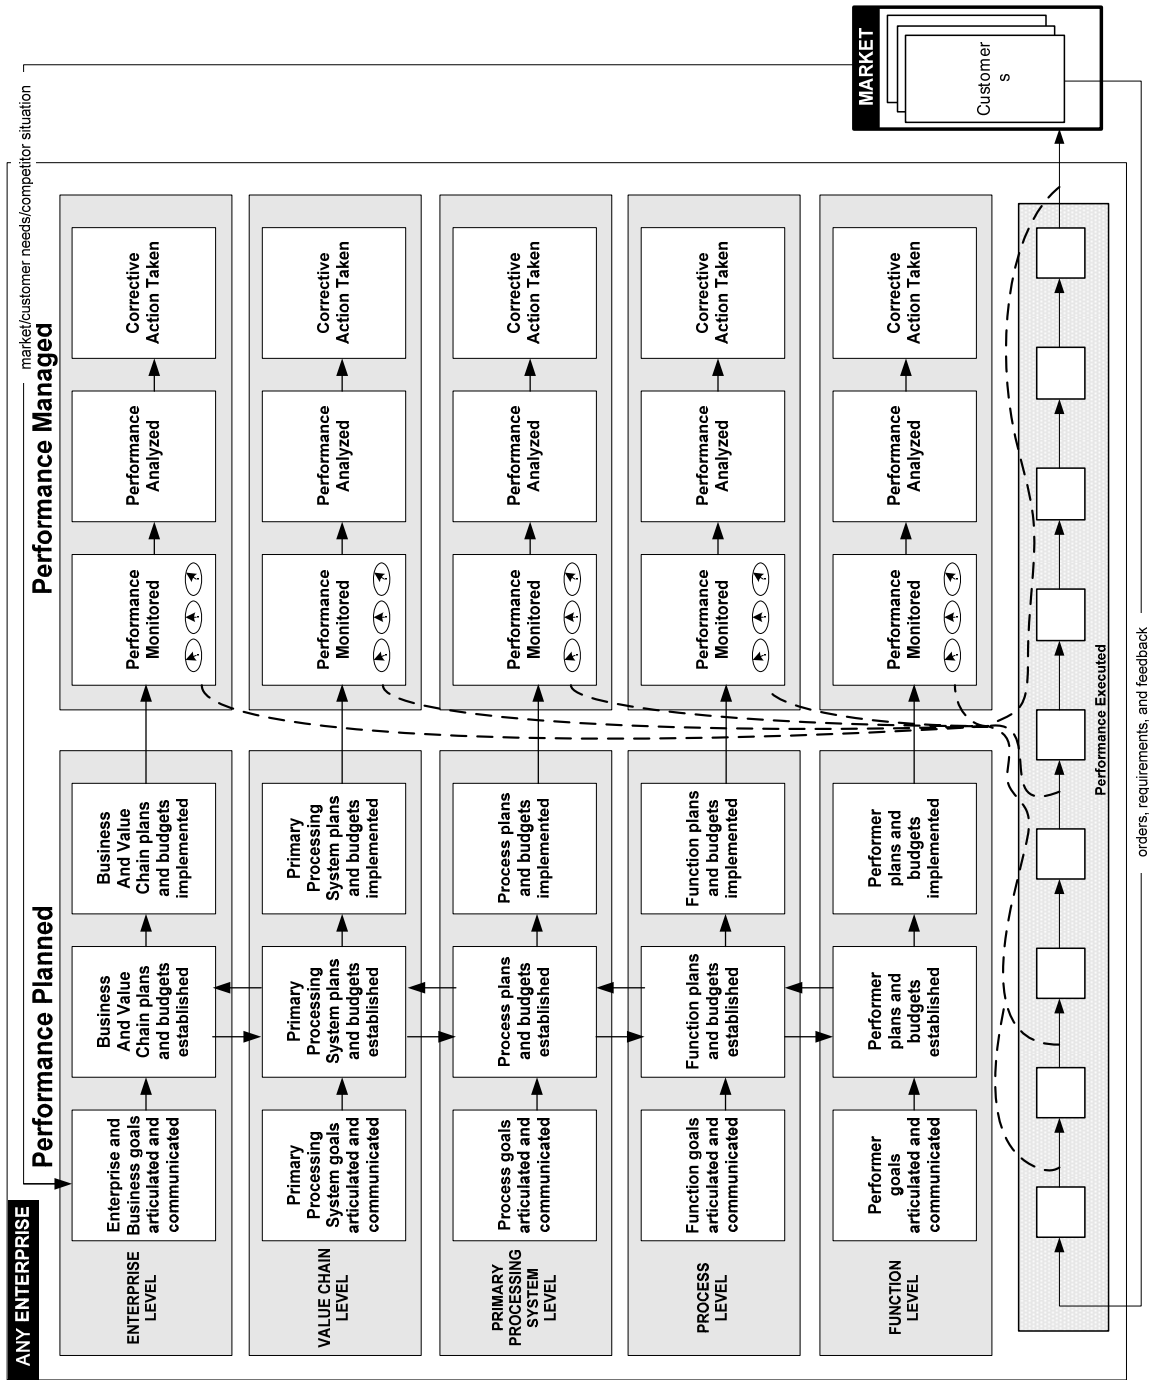 ANY ENTERPRISE
market/customer needs/competitor situation
MARKET
Customer
s
Performance Planned
Performance Managed
ENTERPRISE
LEVEL
Enterprise and
Business goals
articulated and
communicated
Business
And Value
Chain plans
and budgets
established
Business
And Value
Chain plans
and budgets
implemented
Performance
Monitored
Performance
Analyzed
Corrective
Action Taken
VALUE CHAIN
LEVEL
Primary
Processing
System goals
articulated and
communicated
Primary
Processing
System plans
and budgets
established
Primary
Processing
System plans
and budgets
implemented
Performance
Monitored
Performance
Analyzed
Corrective
Action Taken
PRIMARY
PROCESSING
SYSTEM
LEVEL
Process goals
articulated and
communicated
Process plans
and budgets
established
Process plans
and budgets
implemented
Performance
Monitored
Performance
Analyzed
Corrective
Action Taken
PROCESS
LEVEL
Function goals
articulated and
communicated
Function plans
and budgets
established
Function plans
and budgets
implemented
Performance
Monitored
Performance
Analyzed
Corrective
Action Taken
FUNCTION
LEVEL
Performer
goals
articulated and
communicated
Performer
plans and
budgets
established
Performer
plans and
budgets
implemented
Performance
Monitored
Performance
Analyzed
Corrective
Action Taken
Performance Executed
orders, requirements, and feedback